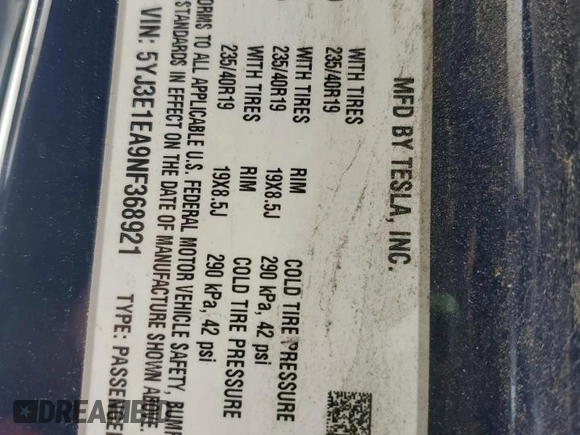 MFD BY TESLA, INC.
WITH TIRES
235/40R19
WITH TIRES RIM COLD TIRE PRESSURE
235/40R19 19X8.5J 290 kPa, 42 psi
WITH TIRES RIM COLD TIRE PRESSURE
235/40R19 19X8.5J 290 kPa, 42 psi
ORMS TO ALL APPLICABLE U.S. FEDERAL MOTOR VEHICLE SAFETY, BUMP
STANDARDS IN EFFECT ON THE DATE OF MANUFACTURE SHOWN ABOVE.
VIN: 5YJ3E1EA9NF368921 TYPE: PASSENGER
DREAMBID